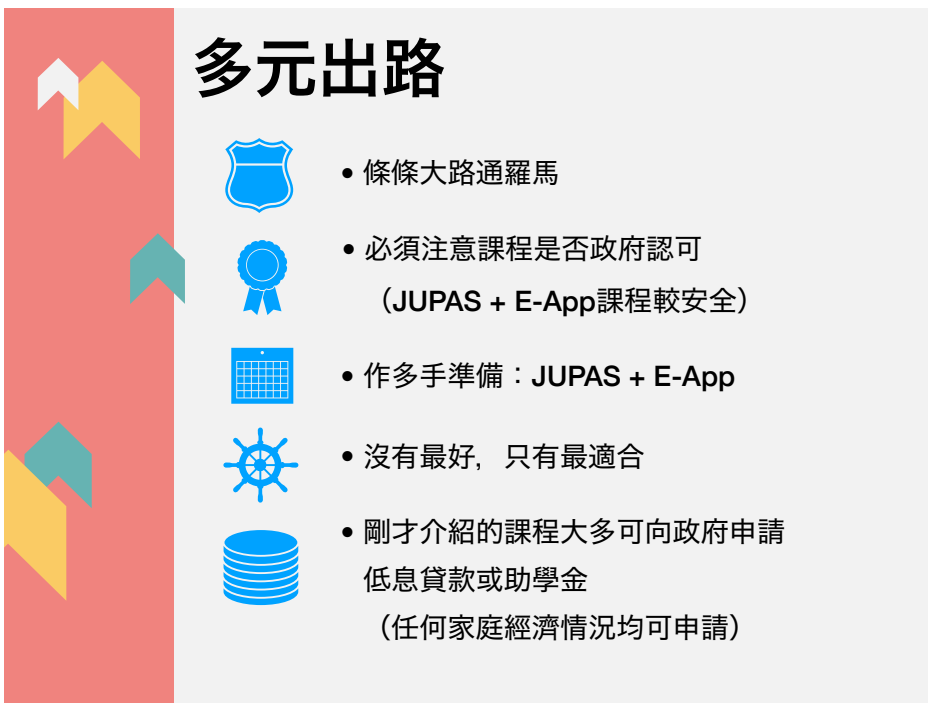 多元出路
• 條條大路通羅馬
• 必須注意課程是否政府認可
（JUPAS + E-App課程較安全）
• 作多手準備：JUPAS + E-App
• 沒有最好，只有最適合
• 剛才介紹的課程大多可向政府申請
低息貸款或助學金
（任何家庭經濟情況均可申請）